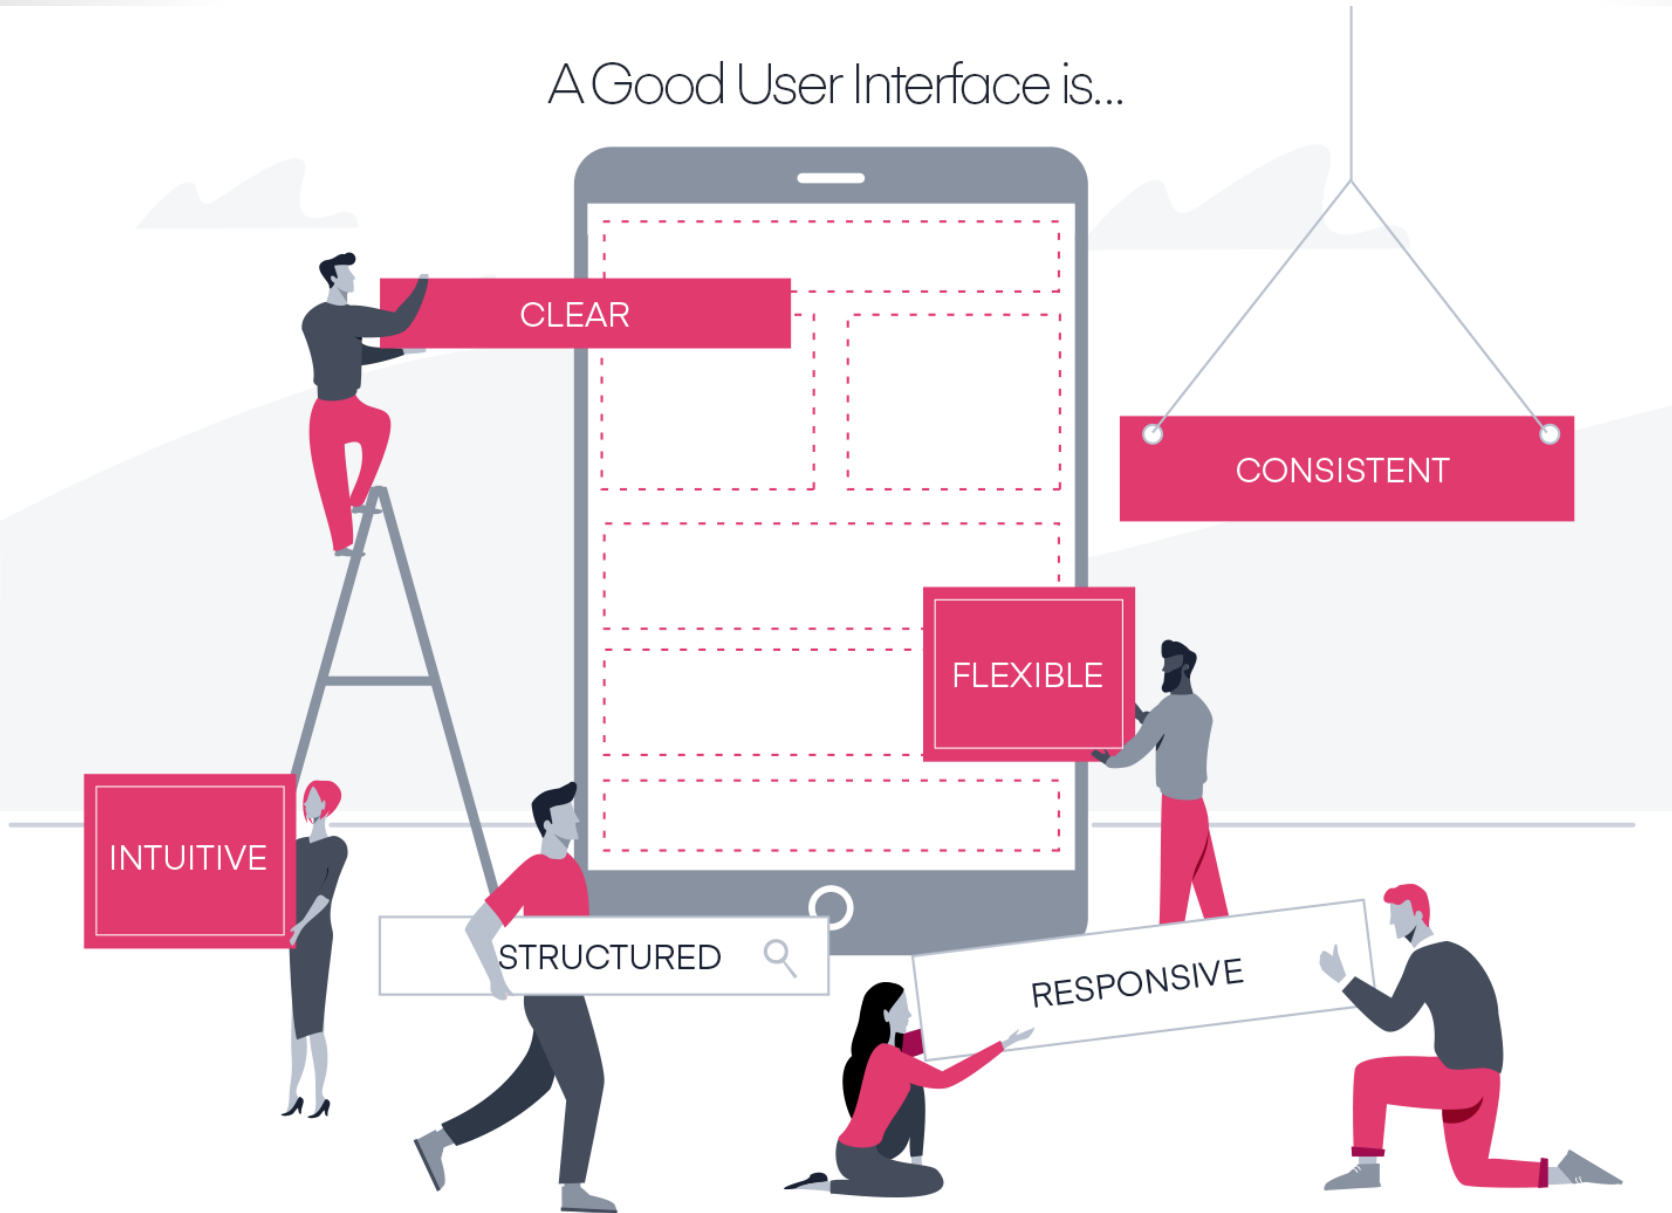 A Good User Interface is...
CLEAR
CONSISTENT
FLEXIBLE
INTUITIVE
STRUCTURED
RESPONSIVE